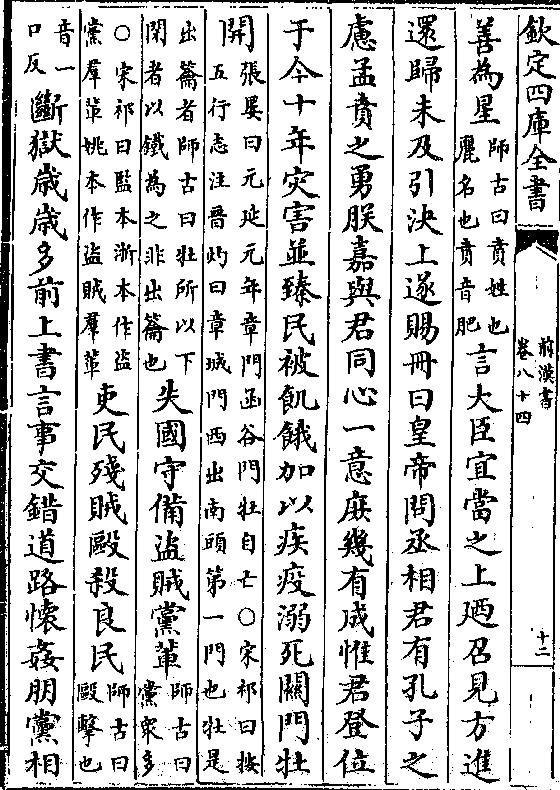 欽定四庫全書
前漢書
卷八十四
十二
善為星
師古曰賁姓也
麗名也賁音肥
言大臣宜當之上廼召見方進
還歸未及引決上遂賜冊曰皇帝問丞相君有孔子之
慮孟賁之勇朕嘉與君同心一意庶幾有成惟君登位
于今十年灾害並臻民被飢餓加以疾疫溺死關門牡
開
張晏曰元延元年章門函谷門牡自亡○宋祁曰按
五行志注晉灼曰章城門西出南頭第一門也牡是
出籥者師古曰牡所以下
閉者以鐵為之非出籥也
失國守備盜賊黨軰
師古曰
黨衆多
○宋祁曰監本浙本作盜
黨羣軰姚本作盜賊羣軰
吏民殘賊毆殺良民
師古曰
毆擊也
音一
口反
斷獄歳歳多前上書言事交錯道路懷姦朋黨相